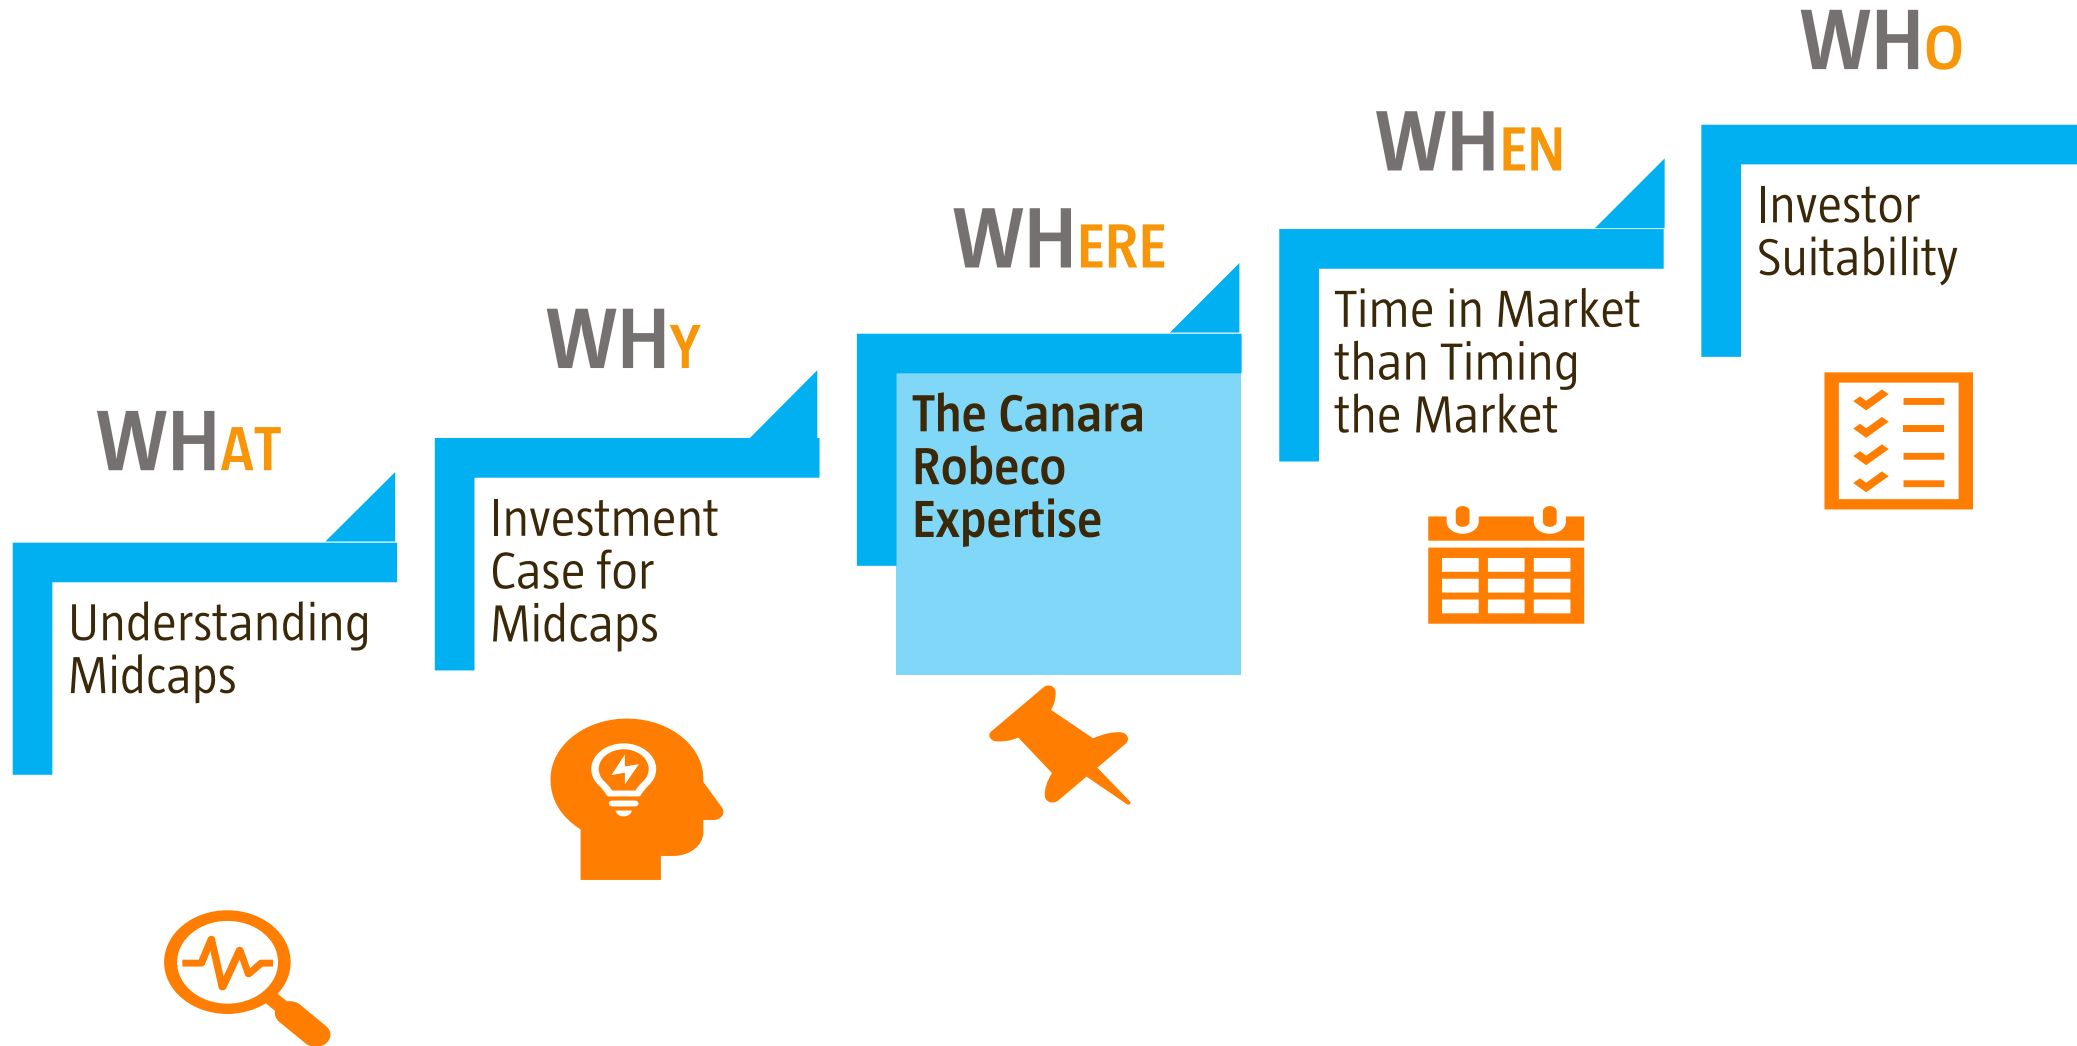 WHAT
Understanding
Midcaps
WHY
Investment
Case for
Midcaps
WHERE
The Canara
Robeco
Expertise
WHEN
Time in Market
than Timing
the Market
WHO
Investor
Suitability